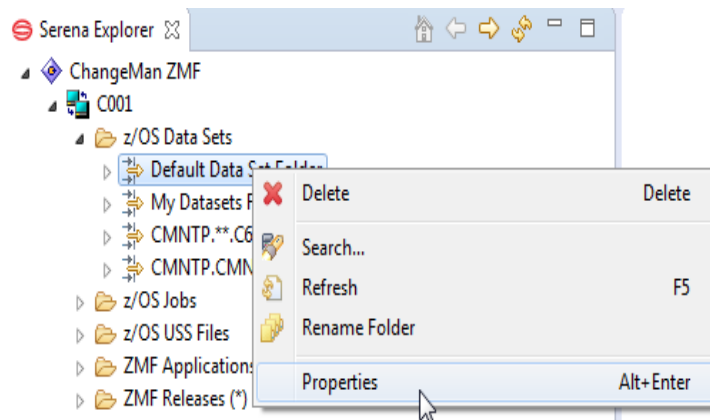 Serena Explorer
ChangeMan ZMF
C001
z/OS Data Sets
Default Data Set Folder
My Datasets F
CMNTP.**.C6
CMNTP.CMN
z/OS Jobs
z/OS USS Files
ZMF Applications
ZMF Releases (*)
Delete Delete
Search...
Refresh F5
Rename Folder
Properties Alt+Enter